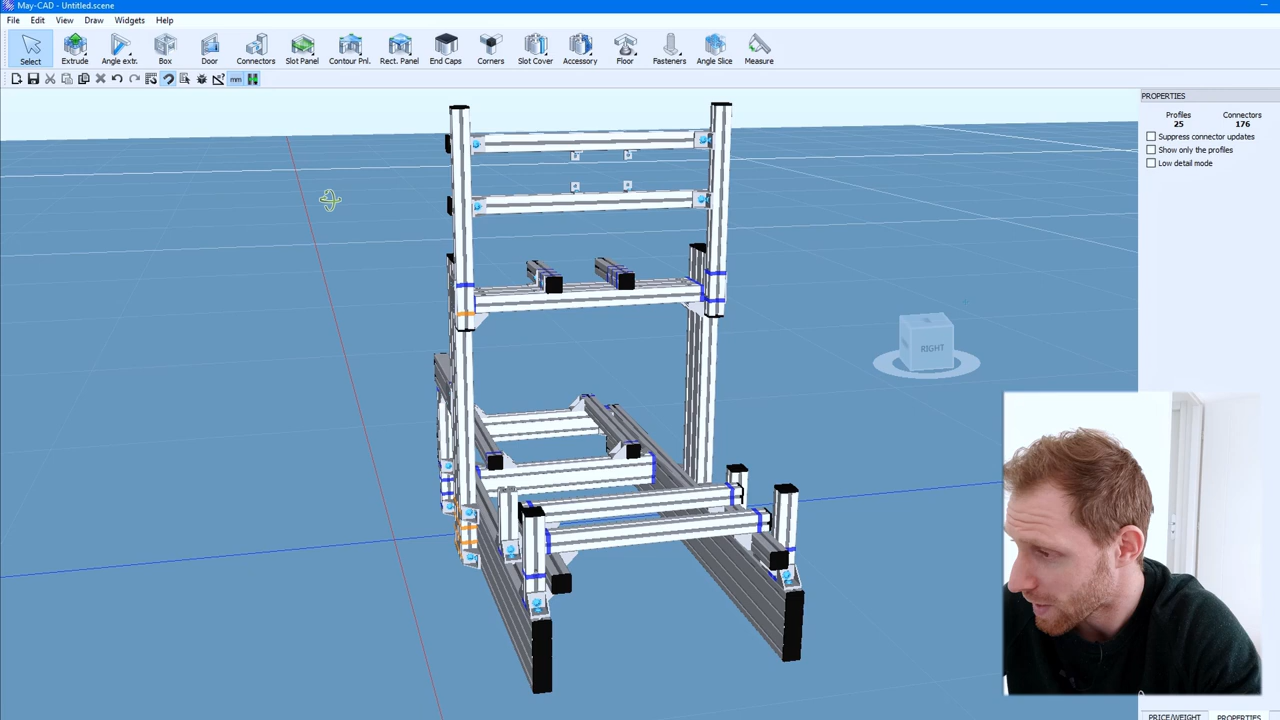 May-CAD - Untitled.scene
File Edit View Draw Widgets Help
Select Extrude Angle extr. Box Door Connectors Slot Panel Contour Pnl. Rect. Panel End Caps Corners Slot Cover Accessory Floor Fasteners Angle Slice Measure
mm
PROPERTIES
Profiles Connectors
25 176
Suppress connector updates
Show only the profiles
Low detail mode
RIGHT
PRICE/WEIGHT PROPERTIES